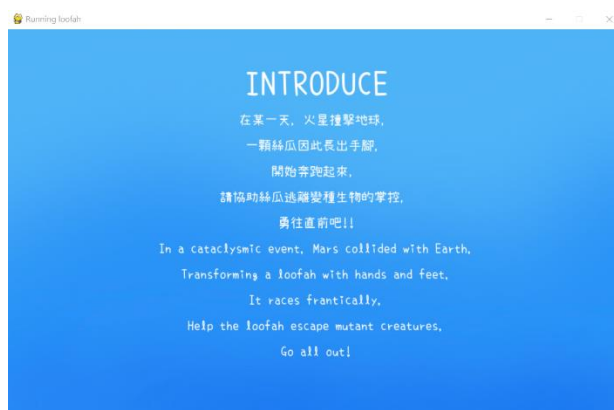 Running loofah
INTRODUCE
在某一天, 火星撞擊地球,
一顆絲瓜因此長出手腳,
開始奔跑起來,
請協助絲瓜逃離變種生物的掌控,
勇往直前吧!!
In a cataclysmic event, Mars collided with Earth,
Transforming a loofah with hands and feet,
It races frantically,
Help the loofah escape mutant creatures,
Go all out!